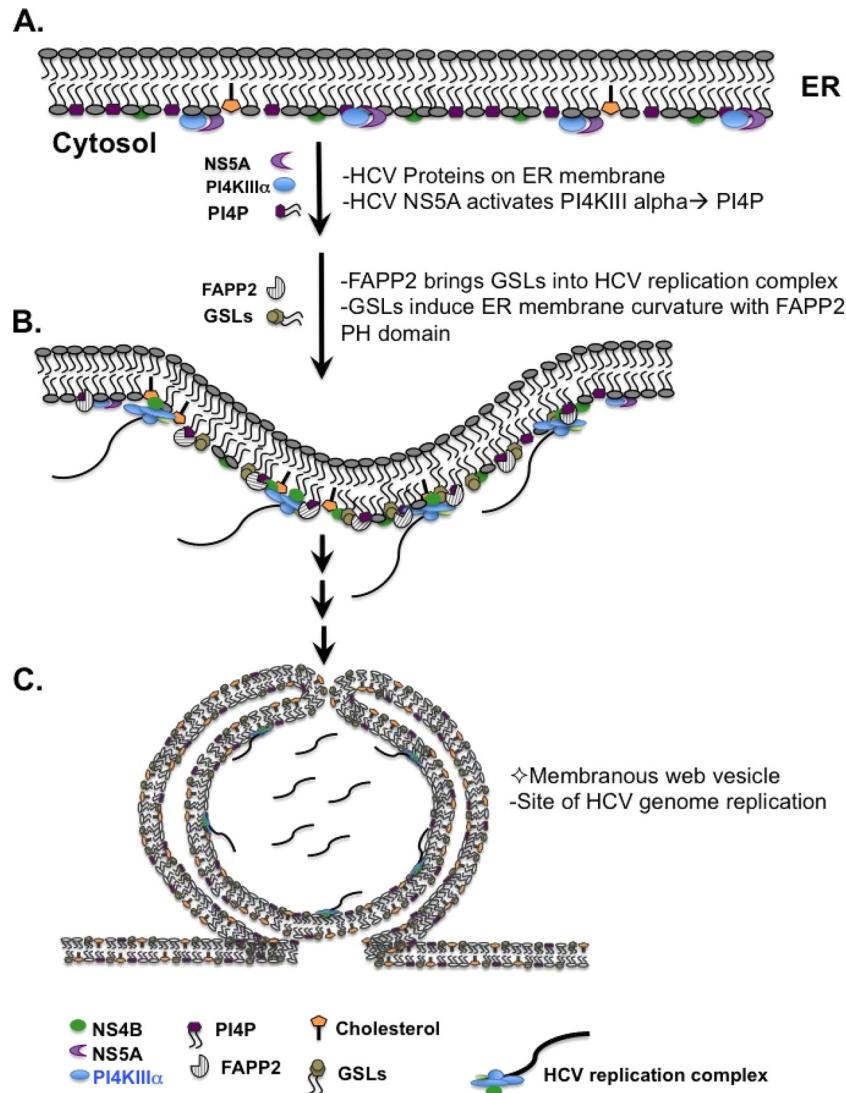 A.
ER
Cytosol
NS5A
PI4KIIIα
PI4P
-HCV Proteins on ER membrane
-HCV NS5A activates PI4KIII alpha→ PI4P
FAPP2
GSLs
-FAPP2 brings GSLs into HCV replication complex
-GSLs induce ER membrane curvature with FAPP2
PH domain
B.
C.
✧Membranous web vesicle
-Site of HCV genome replication
NS4B
NS5A
PI4KIIIα
PI4P
FAPP2
Cholesterol
GSLs
HCV replication complex